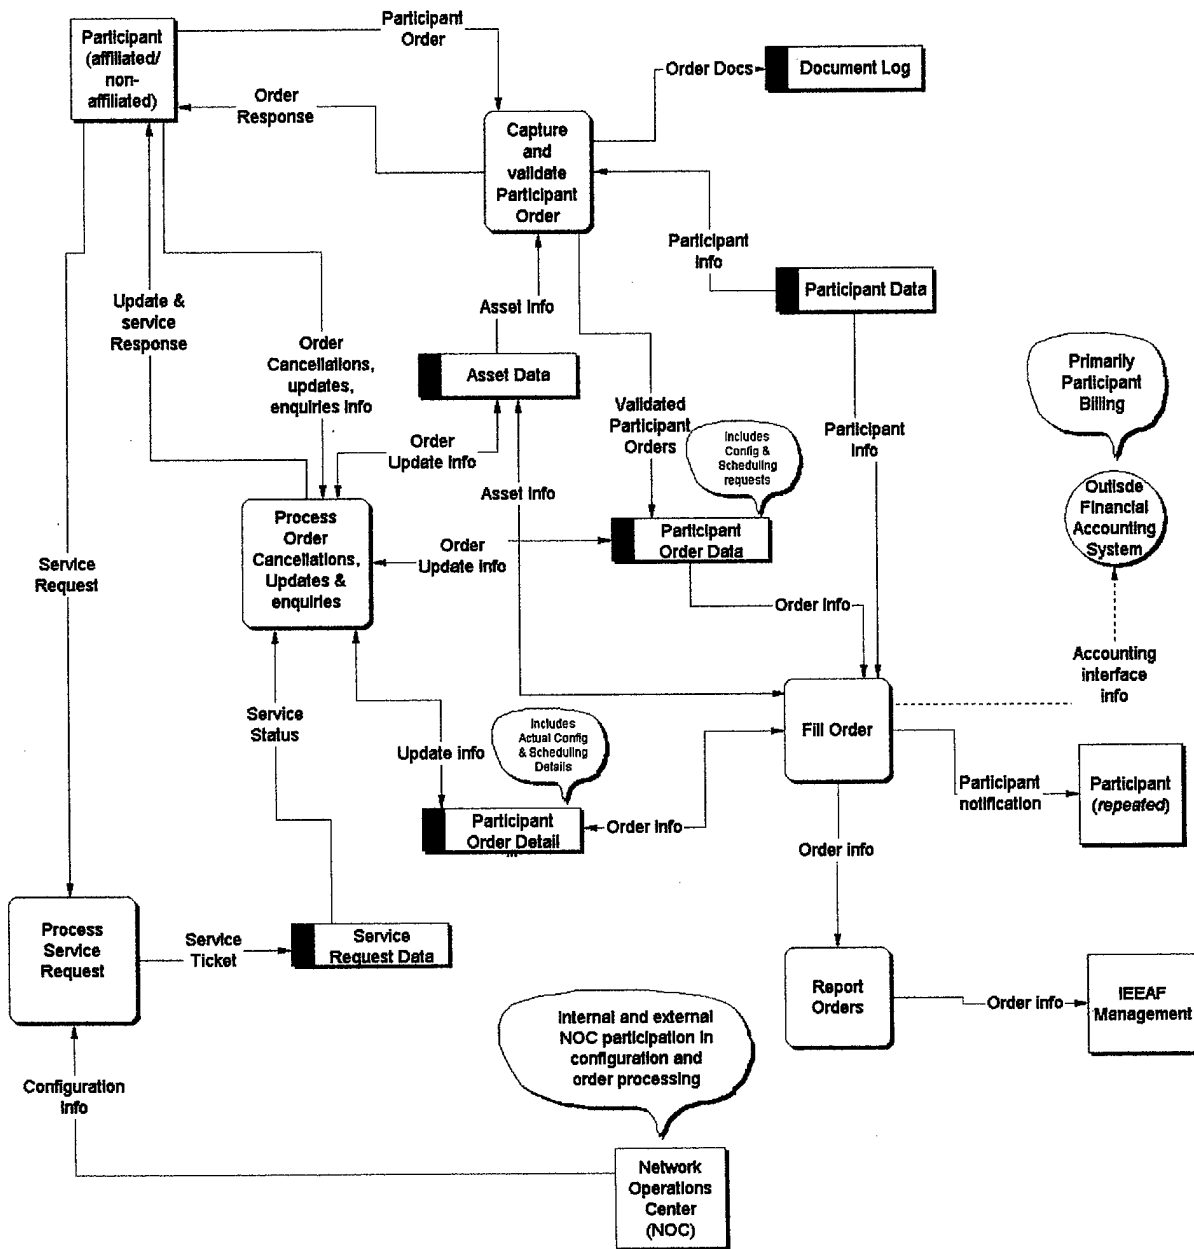 Participant
(affiliated/
non-
affiliated)
Participant
Order
Order
Response
Capture
and
validate
Participant
Order
Order Docs
Document Log
Participant
Info
Participant Data
Update &
service
Response
Order
Cancellations,
updates,
enquiries info
Asset Info
Asset Data
Order
Update Info
Asset Info
Validated
Participant
Orders
Includes
Config &
Scheduling
requests
Participant
Info
Primarily
Participant
Billing
Outisde
Financial
Accounting
System
Service
Request
Process
Order
Cancellations,
Updates &
enquiries
Order
Update Info
Participant
Order Data
Order info
Accounting
interface
info
Service
Status
Update info
Includes
Actual Config
& Scheduling
Details
Fill Order
Participant
notification
Participant
(repeated)
Participant
Order Detail
Order info
Order info
Process
Service
Request
Service
Ticket
Service
Request Data
Report
Orders
Order info
IEEAF
Management
Internal and external
NOC participation in
configuration and
order processing
Configuration
Info
Network
Operations
Center
(NOC)